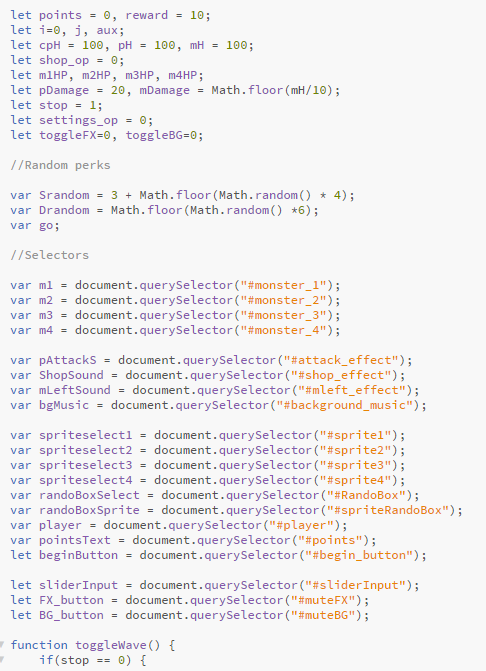 let points = 0, reward = 10;
let i=0, j, aux;
let cpH = 100, pH = 100, mH = 100;
let shop_op = 0;
let m1HP, m2HP, m3HP, m4HP;
let pDamage = 20, mDamage = Math.floor(mH/10);
let stop = 1;
let settings_op = 0;
let toggleFX=0, toggleBG=0;
//Random perks
var Srandom = 3 + Math.floor(Math.random() * 4);
var Drandom = Math.floor(Math.random() *6);
var go;
//Selectors
var m1 = document.querySelector("#monster_1");
var m2 = document.querySelector("#monster_2");
var m3 = document.querySelector("#monster_3");
var m4 = document.querySelector("#monster_4");
var pAttackS = document.querySelector("#attack_effect");
var ShopSound = document.querySelector("#shop_effect");
var mLeftSound = document.querySelector("#mleft_effect");
var bgMusic = document.querySelector("#background_music");
var spriteselect1 = document.querySelector("#sprite1");
var spriteselect2 = document.querySelector("#sprite2");
var spriteselect3 = document.querySelector("#sprite3");
var spriteselect4 = document.querySelector("#sprite4");
var randoBoxSelect = document.querySelector("#RandoBox");
var randoBoxSprite = document.querySelector("#spriteRandoBox");
var player = document.querySelector("#player");
var pointsText = document.querySelector("#points");
let beginButton = document.querySelector("#begin_button");
let sliderInput = document.querySelector("#sliderInput");
let FX_button = document.querySelector("#muteFX");
let BG_button = document.querySelector("#muteBG");
function toggleWave() {
if(stop == 0) {